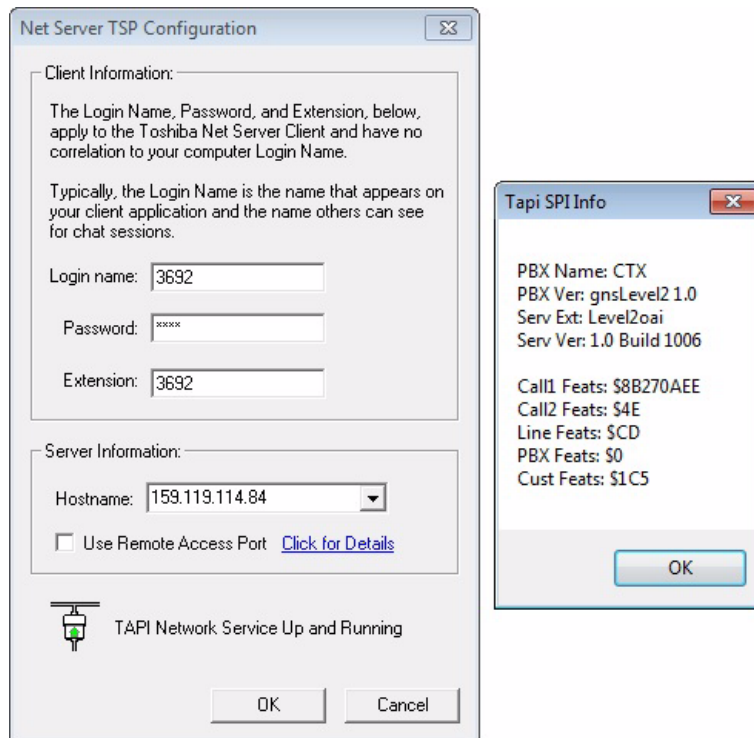 Net Server TSP Configuration
Client Information:
The Login Name, Password, and Extension, below,
apply to the Toshiba Net Server Client and have no
correlation to your computer Login Name.
Typically, the Login Name is the name that appears on
your client application and the name others can see
for chat sessions.
Login name: 3692
Password: ****
Extension: 3692
Server Information:
Hostname: 159.119.114.84
Use Remote Access Port Click for Details
TAPI Network Service Up and Running
OK Cancel
Tapi SPI Info
PBX Name: CTX
PBX Ver: gnsLevel2 1.0
Serv Ext: Level2oai
Serv Ver: 1.0 Build 1006
Call1 Feats: $8B270AEE
Call2 Feats: $4E
Line Feats: $CD
PBX Feats: $0
Cust Feats: $1C5
OK